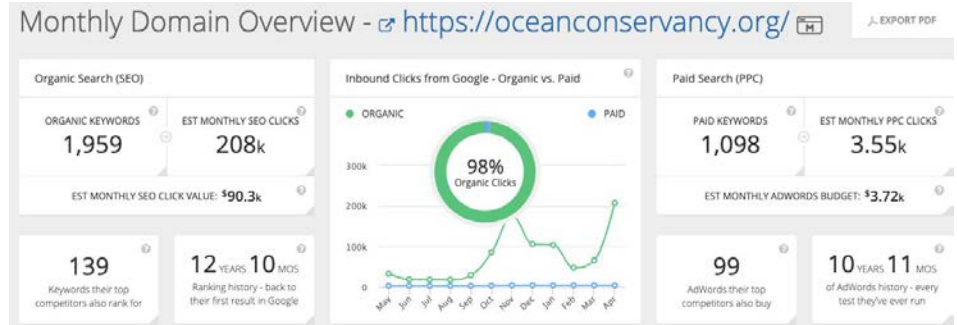 Monthly Domain Overview - https://oceanconservancy.org/ M
EXPORT PDF
Organic Search (SEO)
ORGANIC KEYWORDS
1,959
EST MONTHLY SEO CLICKS
208k
EST MONTHLY SEO CLICK VALUE: $90.3k
139
Keywords their top
competitors also rank for
12 YEARS 10 MOS
Ranking history - back to
their first result in Google
Inbound Clicks from Google - Organic vs. Paid
ORGANIC
PAID
98%
Organic Clicks
300k
200k
100k
0
May Jun Jul Aug Sep Oct Nov Dec Jan Feb Mar Apr
Paid Search (PPC)
PAID KEYWORDS
1,098
EST MONTHLY PPC CLICKS
3.55k
EST MONTHLY ADWORDS BUDGET: $3.72k
99
AdWords their top
competitors also buy
10 YEARS 11 MOS
of AdWords history - every
test they've ever run